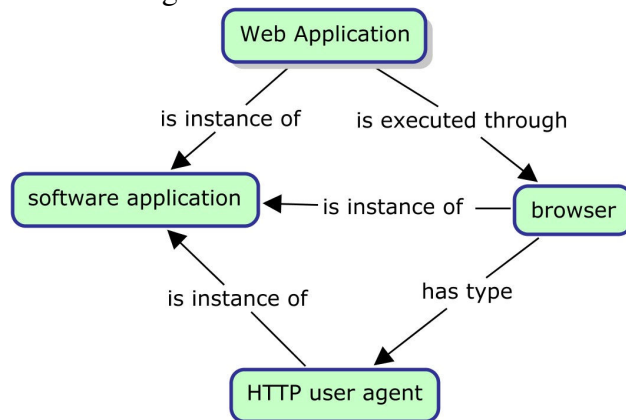 Web Application
is instance of
is executed through
software application
is instance of
browser
is instance of
has type
HTTP user agent